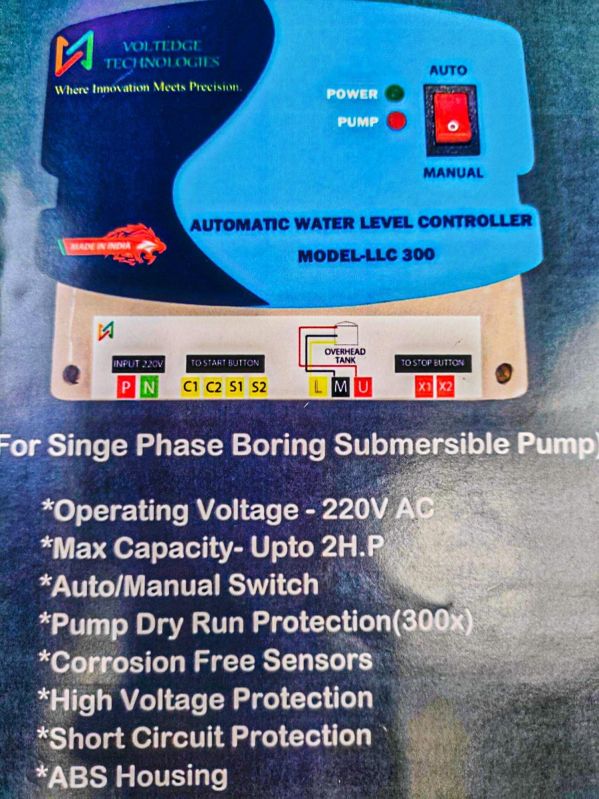 VOLTEDGE
TECHNOLOGIES
Where Innovation Meets Precision.
AUTO
POWER
PUMP
MANUAL
AUTOMATIC WATER LEVEL CONTROLLER
MODEL-LLC 300
MADE IN INDIA
INPUT 220V
TO START BUTTON
OVERHEAD
TANK
TO STOP BUTTON
P N
C1 C2 S1 S2
L M U
X1 X2
For Singe Phase Boring Submersible Pump)
*Operating Voltage - 220V AC
*Max Capacity- Upto 2H.P
*Auto/Manual Switch
*Pump Dry Run Protection(300x)
*Corrosion Free Sensors
*High Voltage Protection
*Short Circuit Protection
*ABS Housing